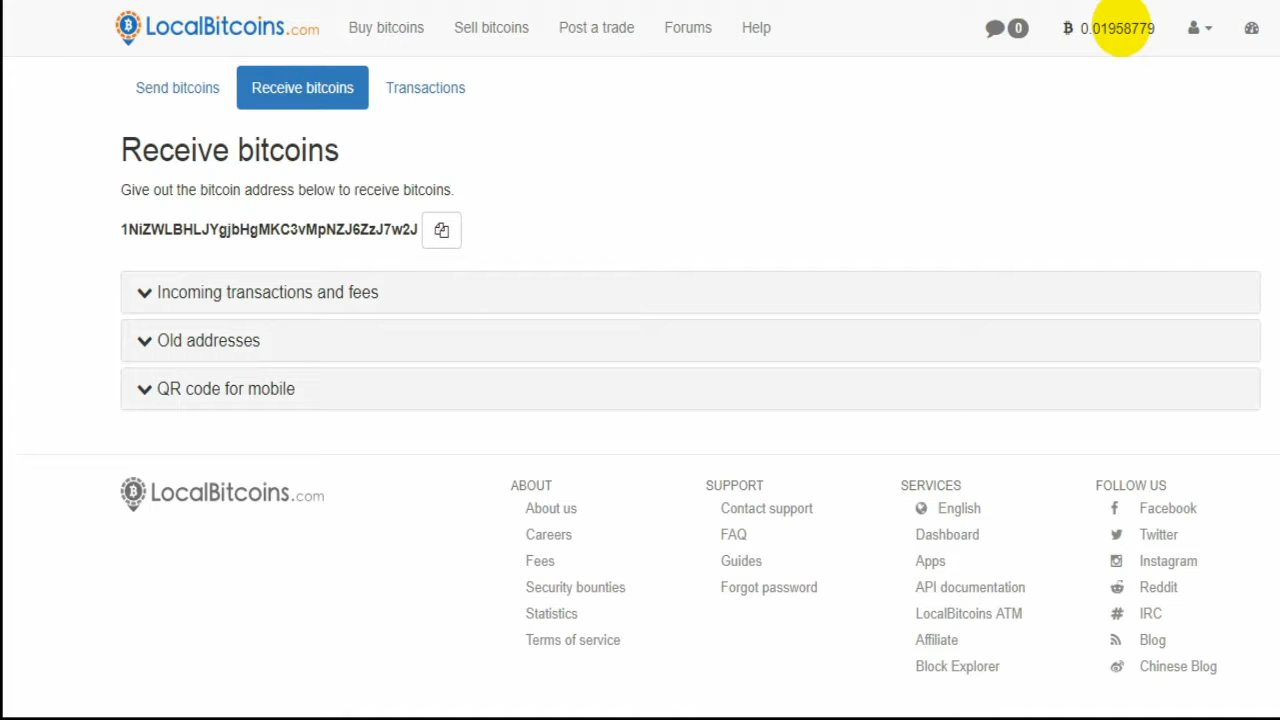 LocalBitcoins.com Buy bitcoins Sell bitcoins Post a trade Forums Help 0 0.01958779
Send bitcoins Receive bitcoins Transactions
Receive bitcoins
Give out the bitcoin address below to receive bitcoins.
1NiZWLBHLJYgjbHgMKC3vMpNZJ6ZzJ7w2J
Incoming transactions and fees
Old addresses
QR code for mobile
LocalBitcoins.com
ABOUT
About us
Careers
Fees
Security bounties
Statistics
Terms of service
SUPPORT
Contact support
FAQ
Guides
Forgot password
SERVICES
English
Dashboard
Apps
API documentation
LocalBitcoins ATM
Affiliate
Block Explorer
FOLLOW US
Facebook
Twitter
Instagram
Reddit
IRC
Blog
Chinese Blog